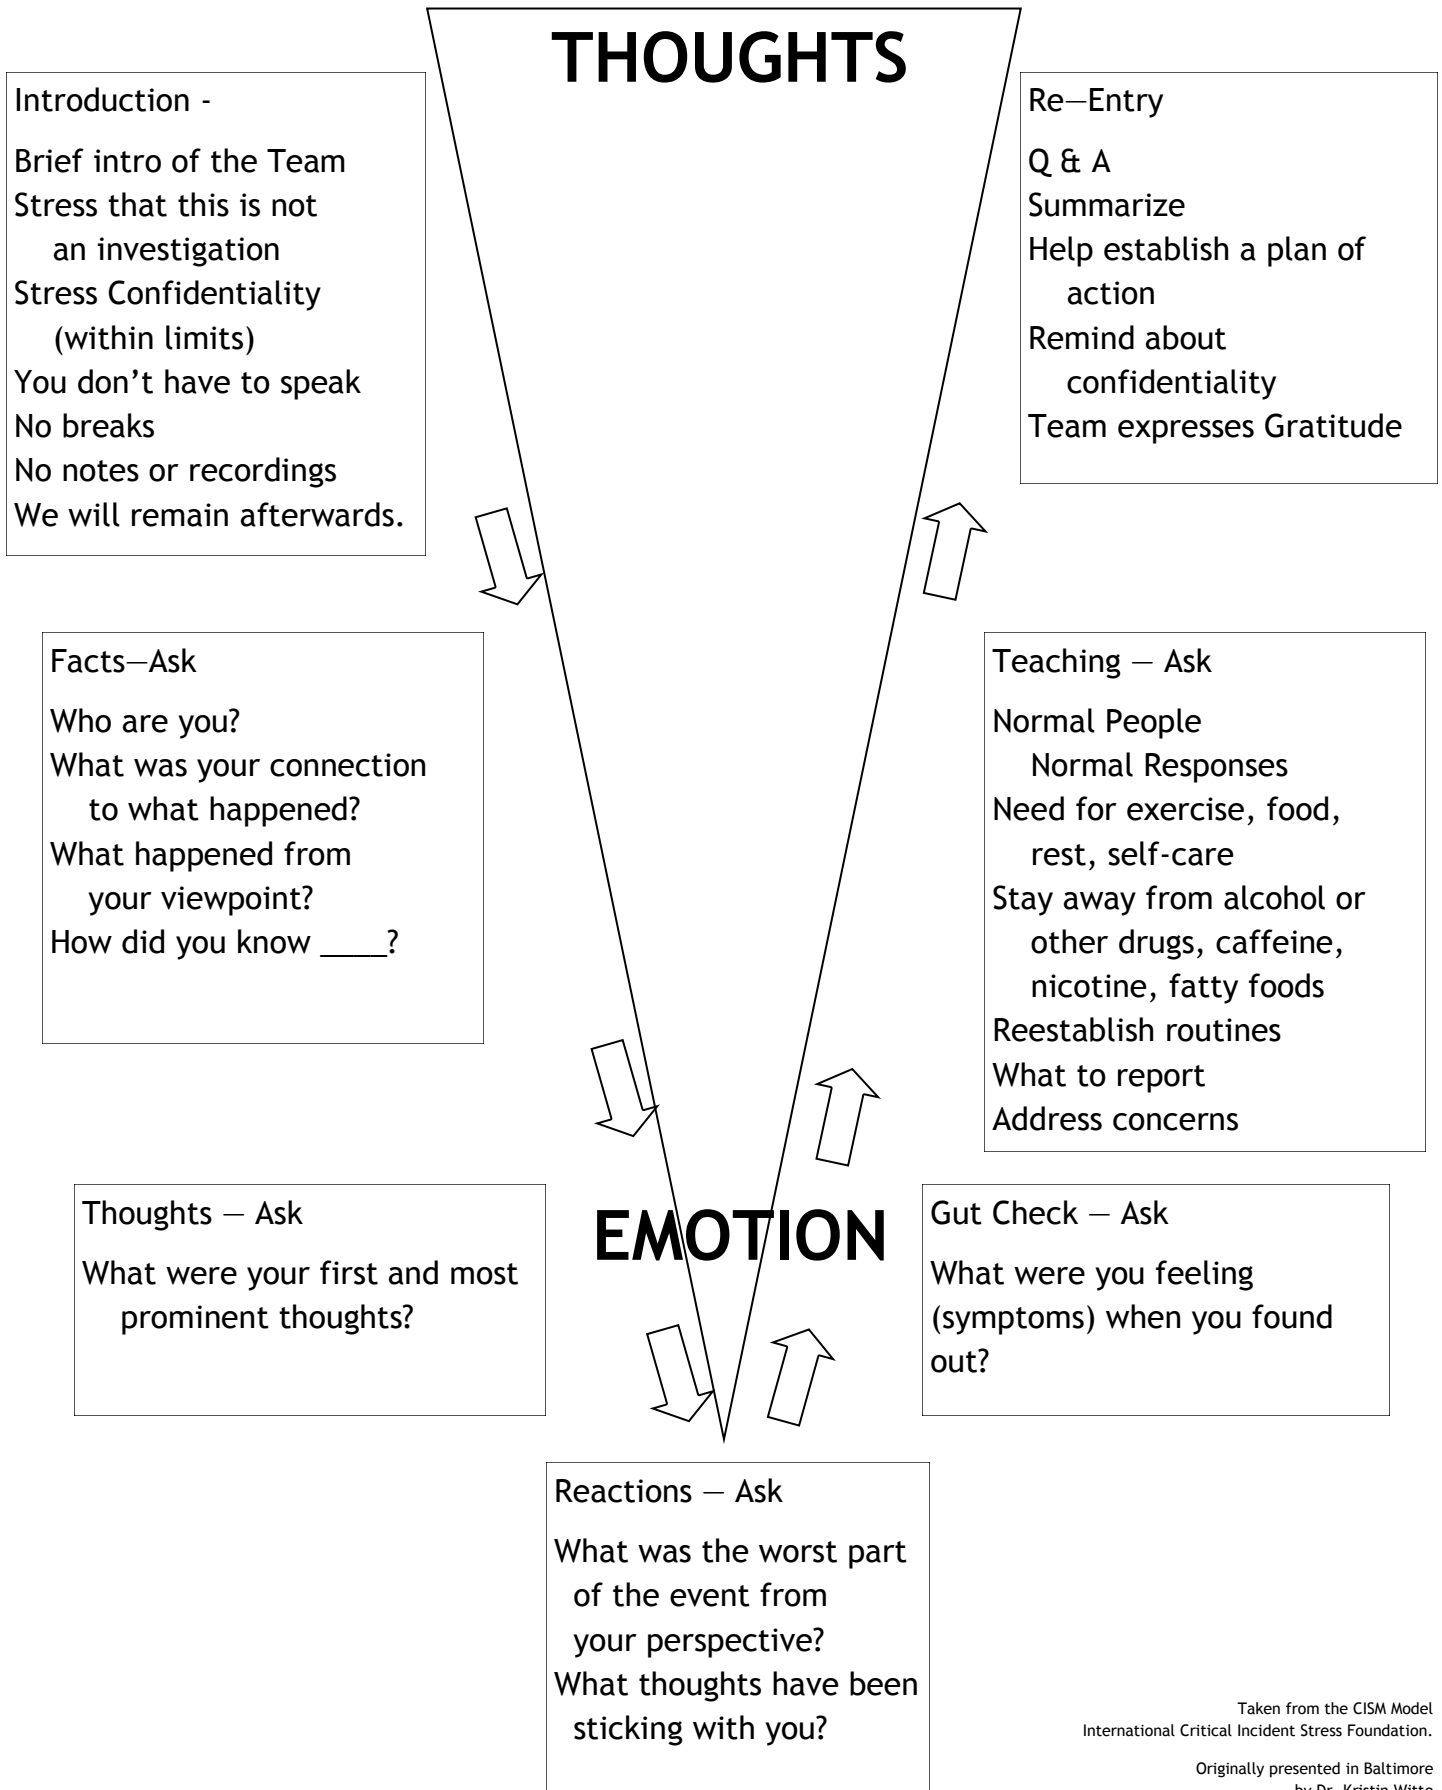 THOUGHTS
Introduction -
Brief intro of the Team
Stress that this is not
an investigation
Stress Confidentiality
(within limits)
You don’t have to speak
No breaks
No notes or recordings
We will remain afterwards.
Facts—Ask
Who are you?
What was your connection
to what happened?
What happened from
your viewpoint?
How did you know ____?
Thoughts — Ask
What were your first and most
prominent thoughts?
EMOTION
Reactions — Ask
What was the worst part
of the event from
your perspective?
What thoughts have been
sticking with you?
Gut Check — Ask
What were you feeling
(symptoms) when you found
out?
Teaching — Ask
Normal People
Normal Responses
Need for exercise, food,
rest, self-care
Stay away from alcohol or
other drugs, caffeine,
nicotine, fatty foods
Reestablish routines
What to report
Address concerns
Re—Entry
Q & A
Summarize
Help establish a plan of
action
Remind about
confidentiality
Team expresses Gratitude
Taken from the CISM Model
International Critical Incident Stress Foundation.
Originally presented in Baltimore
by Dr. Kristin Witte